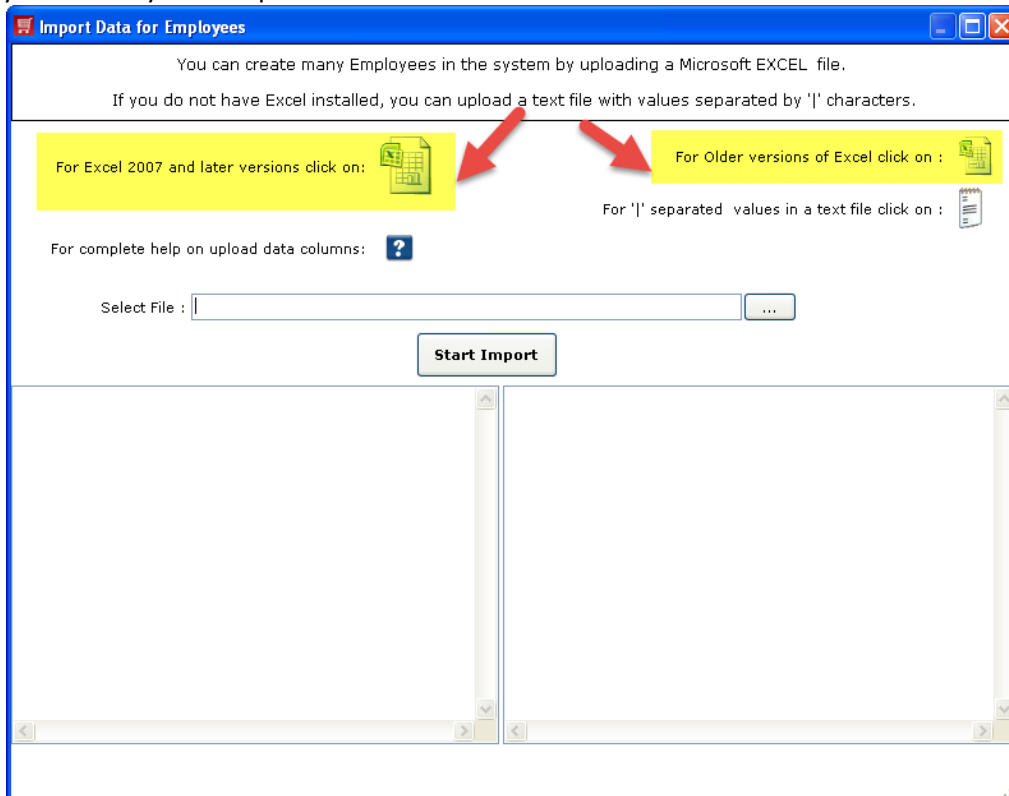 Import Data for Employees
You can create many Employees in the system by uploading a Microsoft EXCEL file.
If you do not have Excel installed, you can upload a text file with values separated by '|' characters.
For Excel 2007 and later versions click on:
For Older versions of Excel click on :
For '|' separated values in a text file click on :
For complete help on upload data columns:
?
Select File :
...
Start Import